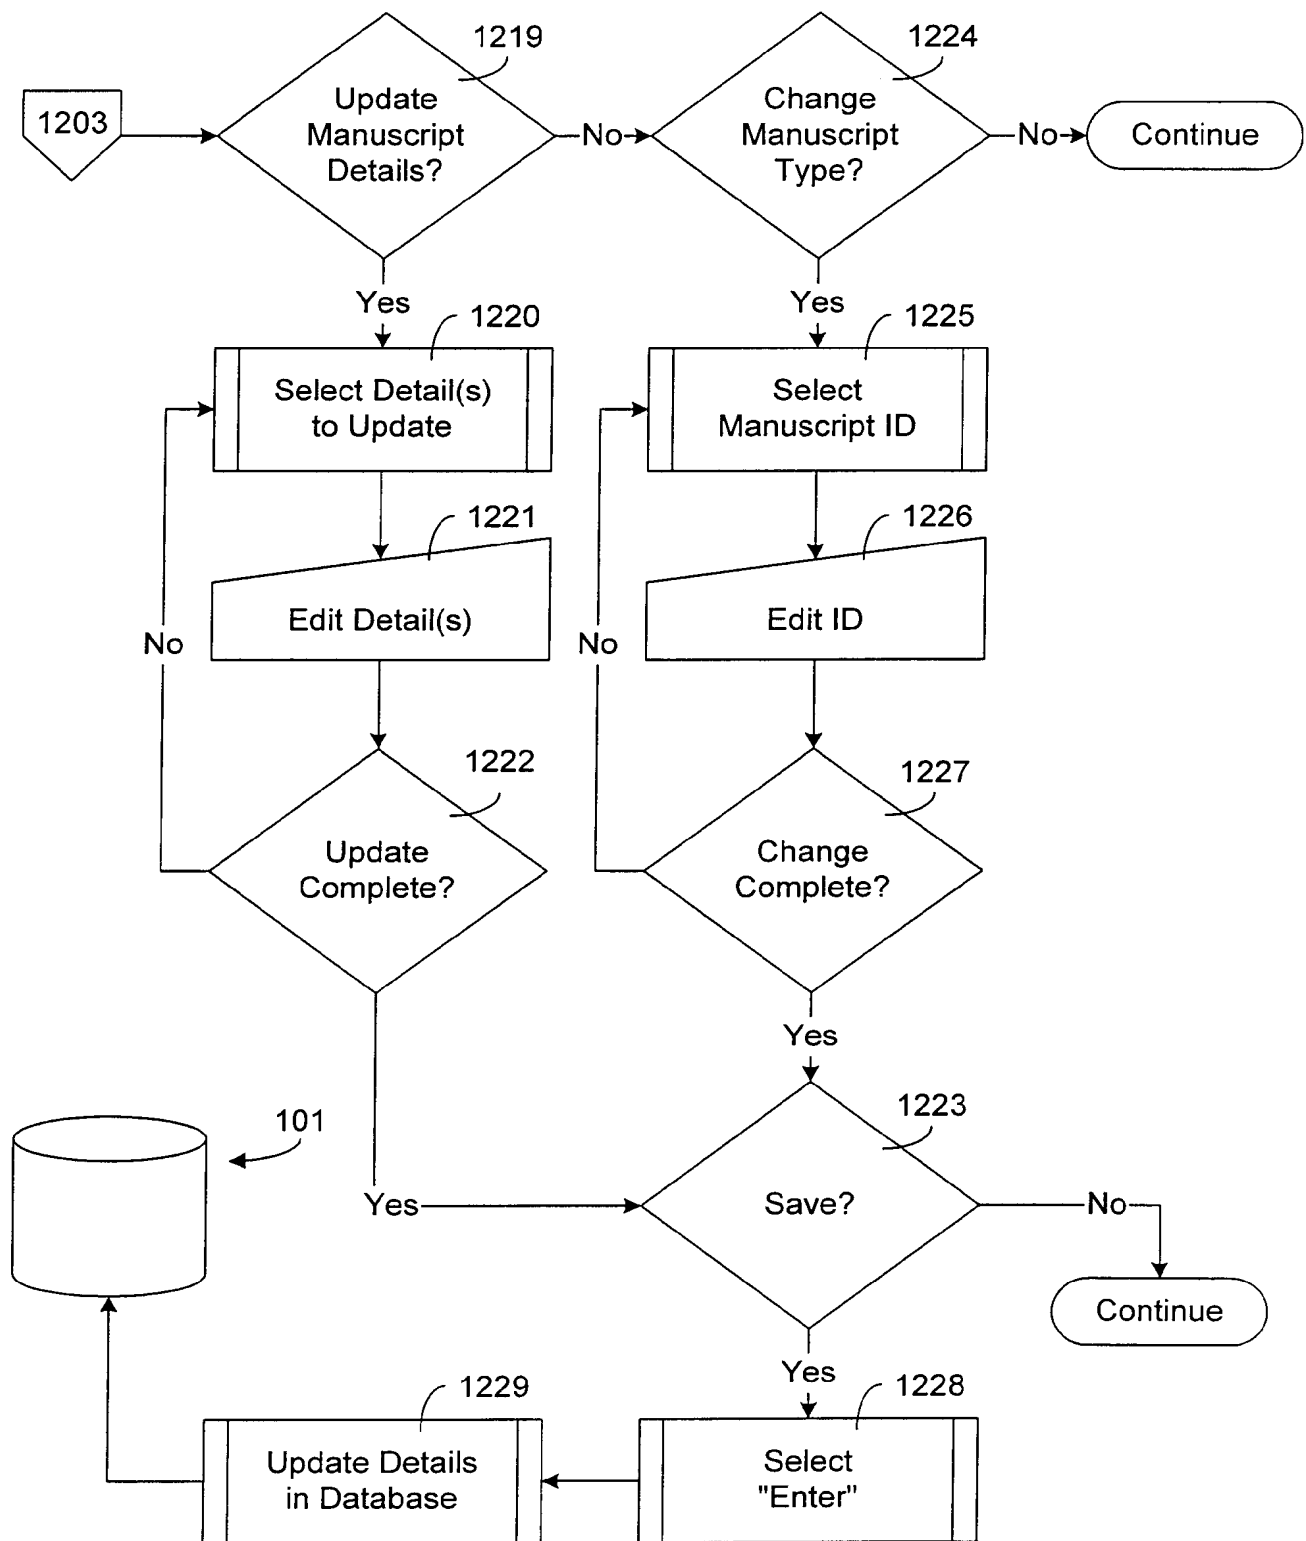 1219
1224
1203
Update
Manuscript
Details?
No
Change
Manuscript
Type?
No
Continue
Yes
Yes
1220
1225
Select Detail(s)
to Update
Select
Manuscript ID
1221
1226
Edit Detail(s)
Edit ID
No
No
1222
1227
Update
Complete?
Change
Complete?
Yes
101
1223
Yes
Save?
No
Continue
Yes
1229
1228
Update Details
in Database
Select
"Enter"